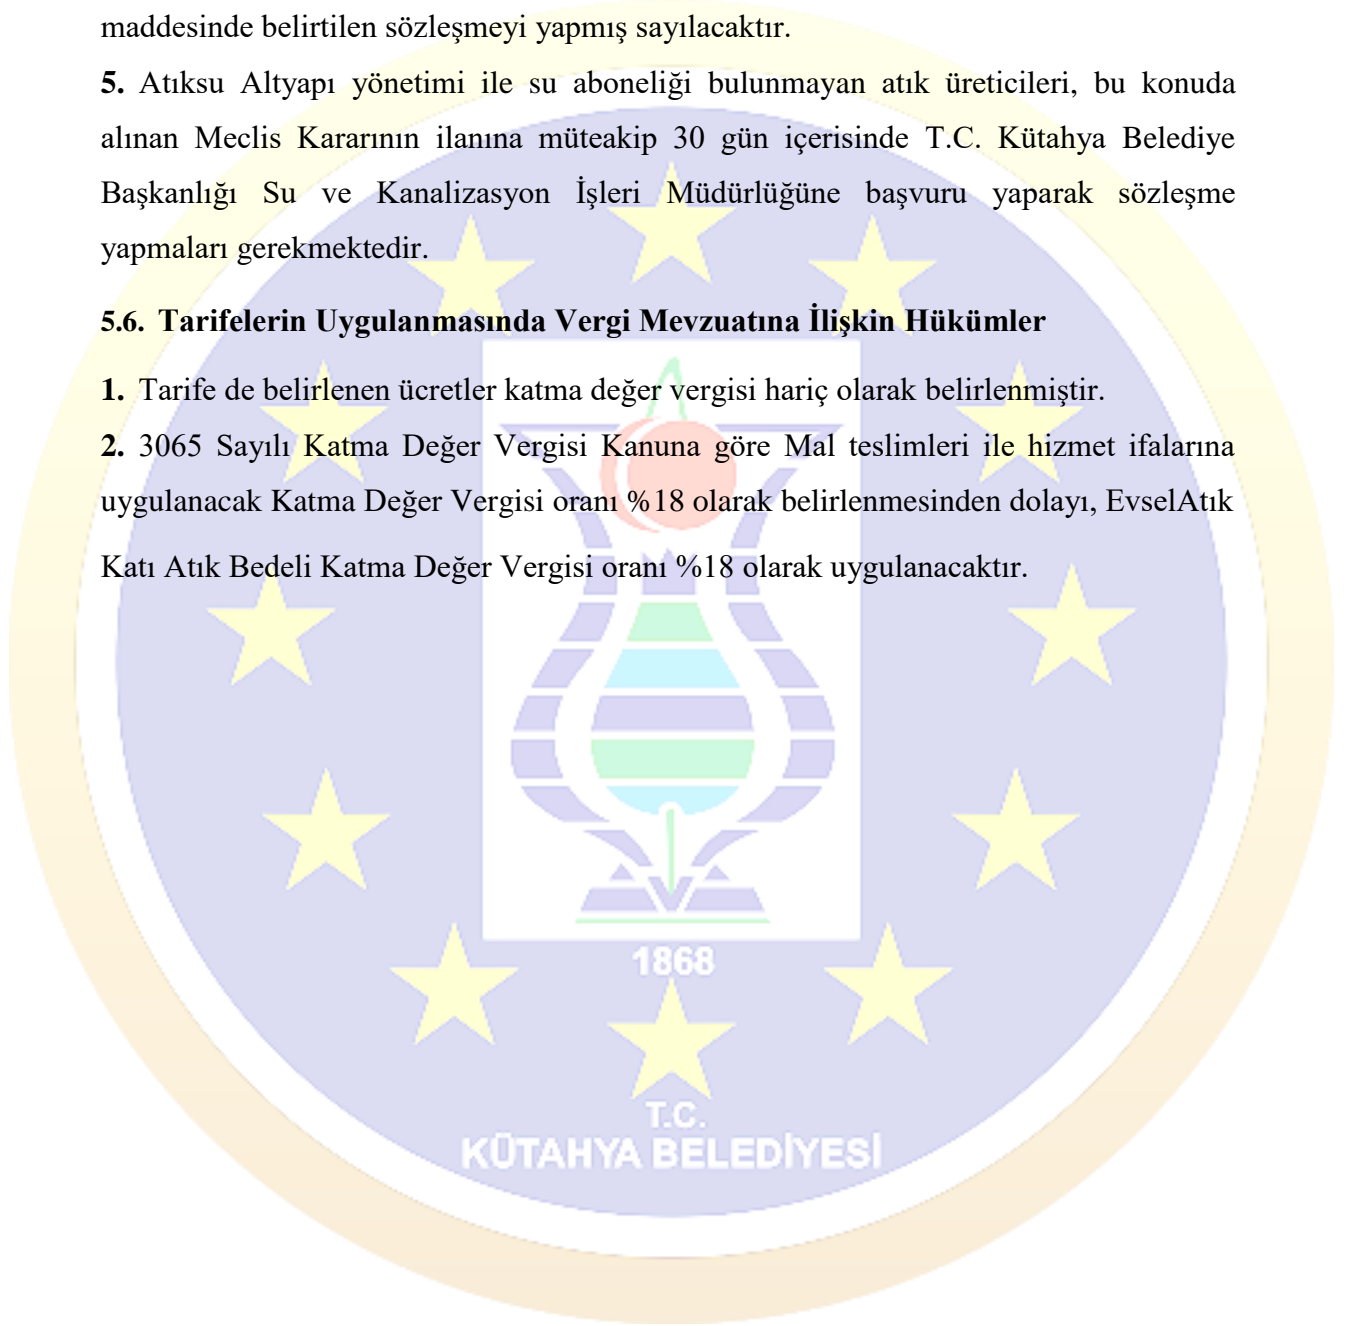 maddesinde belirtilen sözleşmeyi yapmış sayılacaktır.
5. Atıksu Altyapı yönetimi ile su aboneliği bulunmayan atık üreticileri, bu konuda
alınan Meclis Kararının ilanına müteakip 30 gün içerisinde T.C. Kütahya Belediye
Başkanlığı Su ve Kanalizasyon İşleri Müdürlüğüne başvuru yaparak sözleşme
yapmaları gerekmektedir.
5.6. Tarifelerin Uygulanmasında Vergi Mevzuatına İlişkin Hükümler
1. Tarife de belirlenen ücretler katma değer vergisi hariç olarak belirlenmiştir.
2. 3065 Sayılı Katma Değer Vergisi Kanuna göre Mal teslimleri ile hizmet ifalarına
uygulanacak Katma Değer Vergisi oranı %18 olarak belirlenmesinden dolayı, EvselAtık
Katı Atık Bedeli Katma Değer Vergisi oranı %18 olarak uygulanacaktır.
1868
T.C.
KÜTAHYA BELEDİYESİ